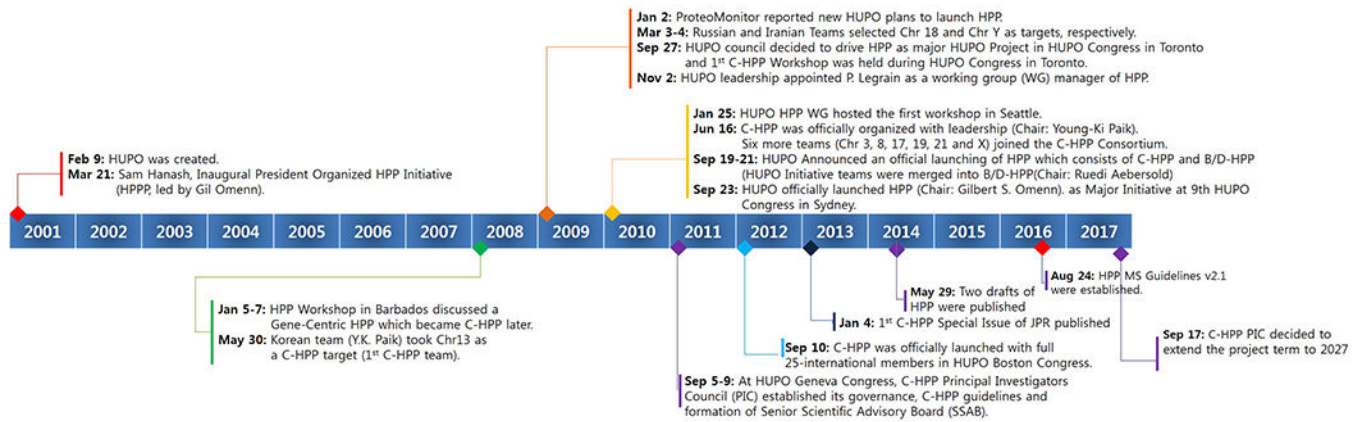 Jan 2: ProteoMonitor reported new HUPO plans to launch HPP.
Mar 3-4: Russian and Iranian Teams selected Chr 18 and Chr Y as targets, respectively.
Sep 27: HUPO council decided to drive HPP as major HUPO Project in HUPO Congress in Toronto
and 1st C-HPP Workshop was held during HUPO Congress in Toronto.
Nov 2: HUPO leadership appointed P. Legrain as a working group (WG) manager of HPP.
Jan 25: HUPO HPP WG hosted the first workshop in Seattle.
Jun 16: C-HPP was officially organized with leadership (Chair: Young-Ki Paik).
Six more teams (Chr 3, 8, 17, 19, 21 and X) joined the C-HPP Consortium.
Sep 19-21: HUPO Announced an official launching of HPP which consists of C-HPP and B/D-HPP
(HUPO Initiative teams were merged into B/D-HPP(Chair: Ruedi Aebersold)
Sep 23: HUPO officially launched HPP (Chair: Gilbert S. Omenn). as Major Initiative at 9th HUPO
Congress in Sydney.
Feb 9: HUPO was created.
Mar 21: Sam Hanash, Inaugural President Organized HPP Initiative
(HPPP, led by Gil Omenn).
2001 2002 2003 2004 2005 2006 2007 2008 2009 2010 2011 2012 2013 2014 2015 2016 2017
Jan 5-7: HPP Workshop in Barbados discussed a
Gene-Centric HPP which became C-HPP later.
May 30: Korean team (Y.K. Paik) took Chr13 as
a C-HPP target (1st C-HPP team).
Aug 24: HPP MS Guidelines v2.1
were established.
May 29: Two drafts of
HPP were published
Jan 4: 1st C-HPP Special Issue of JPR published
Sep 17: C-HPP PIC decided to
extend the project term to 2027
Sep 10: C-HPP was officially launched with full
25-international members in HUPO Boston Congress.
Sep 5-9: At HUPO Geneva Congress, C-HPP Principal Investigators
Council (PIC) established its governance, C-HPP guidelines and
formation of Senior Scientific Advisory Board (SSAB).